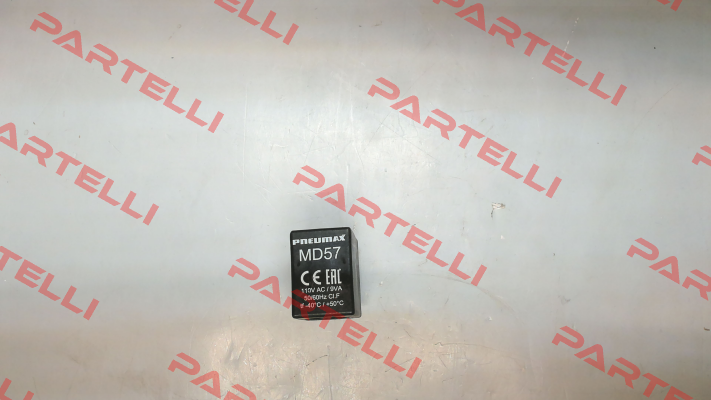 PARTELLI
PARTELLI
PARTELLI
PARTELLI
PARTELLI
PARTELLI
PARTELLI
PARTELLI
PNEUMAX
MD57
CE EAC
110V AC / 9VA
50/60Hz Cl.F
-40°C / +50°C